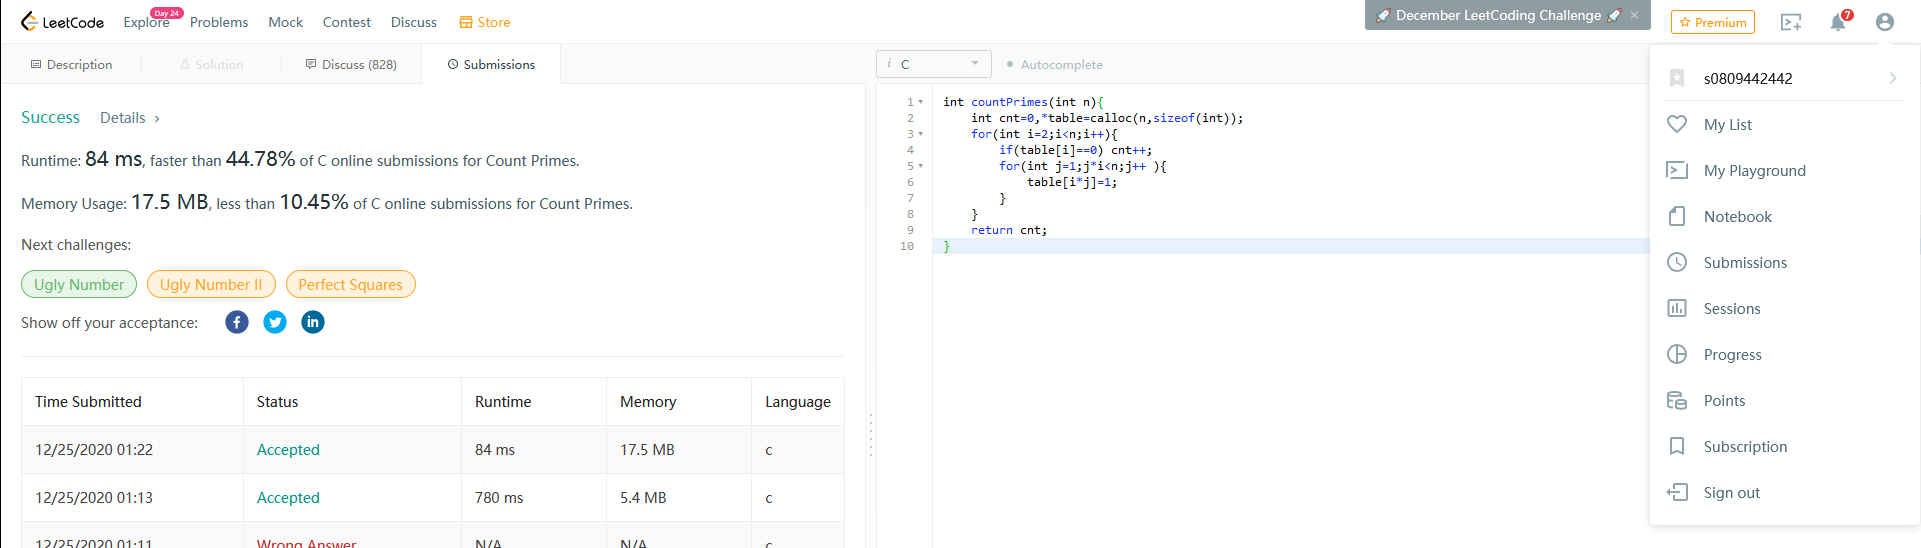 LeetCode Explore Day 24 Problems Mock Contest Discuss Store 🚀 December LeetCoding Challenge 🚀 × Premium 7
Description Solution Discuss (828) Submissions
i C Autocomplete
Success Details ›
Runtime: 84 ms, faster than 44.78% of C online submissions for Count Primes.
Memory Usage: 17.5 MB, less than 10.45% of C online submissions for Count Primes.
Next challenges:
Ugly Number Ugly Number II Perfect Squares
Show off your acceptance:
Time Submitted Status Runtime Memory Language
12/25/2020 01:22 Accepted 84 ms 17.5 MB c
12/25/2020 01:13 Accepted 780 ms 5.4 MB c
12/25/2020 01:11 Wrong Answer N/A N/A c
1 int countPrimes(int n){
2 int cnt=0,*table=calloc(n,sizeof(int));
3 for(int i=2;i<n;i++){
4 if(table[i]==0) cnt++;
5 for(int j=1;j*i<n;j++ ){
6 table[i*j]=1;
7 }
8 }
9 return cnt;
10 }
s0809442442
My List
My Playground
Notebook
Submissions
Sessions
Progress
Points
Subscription
Sign out